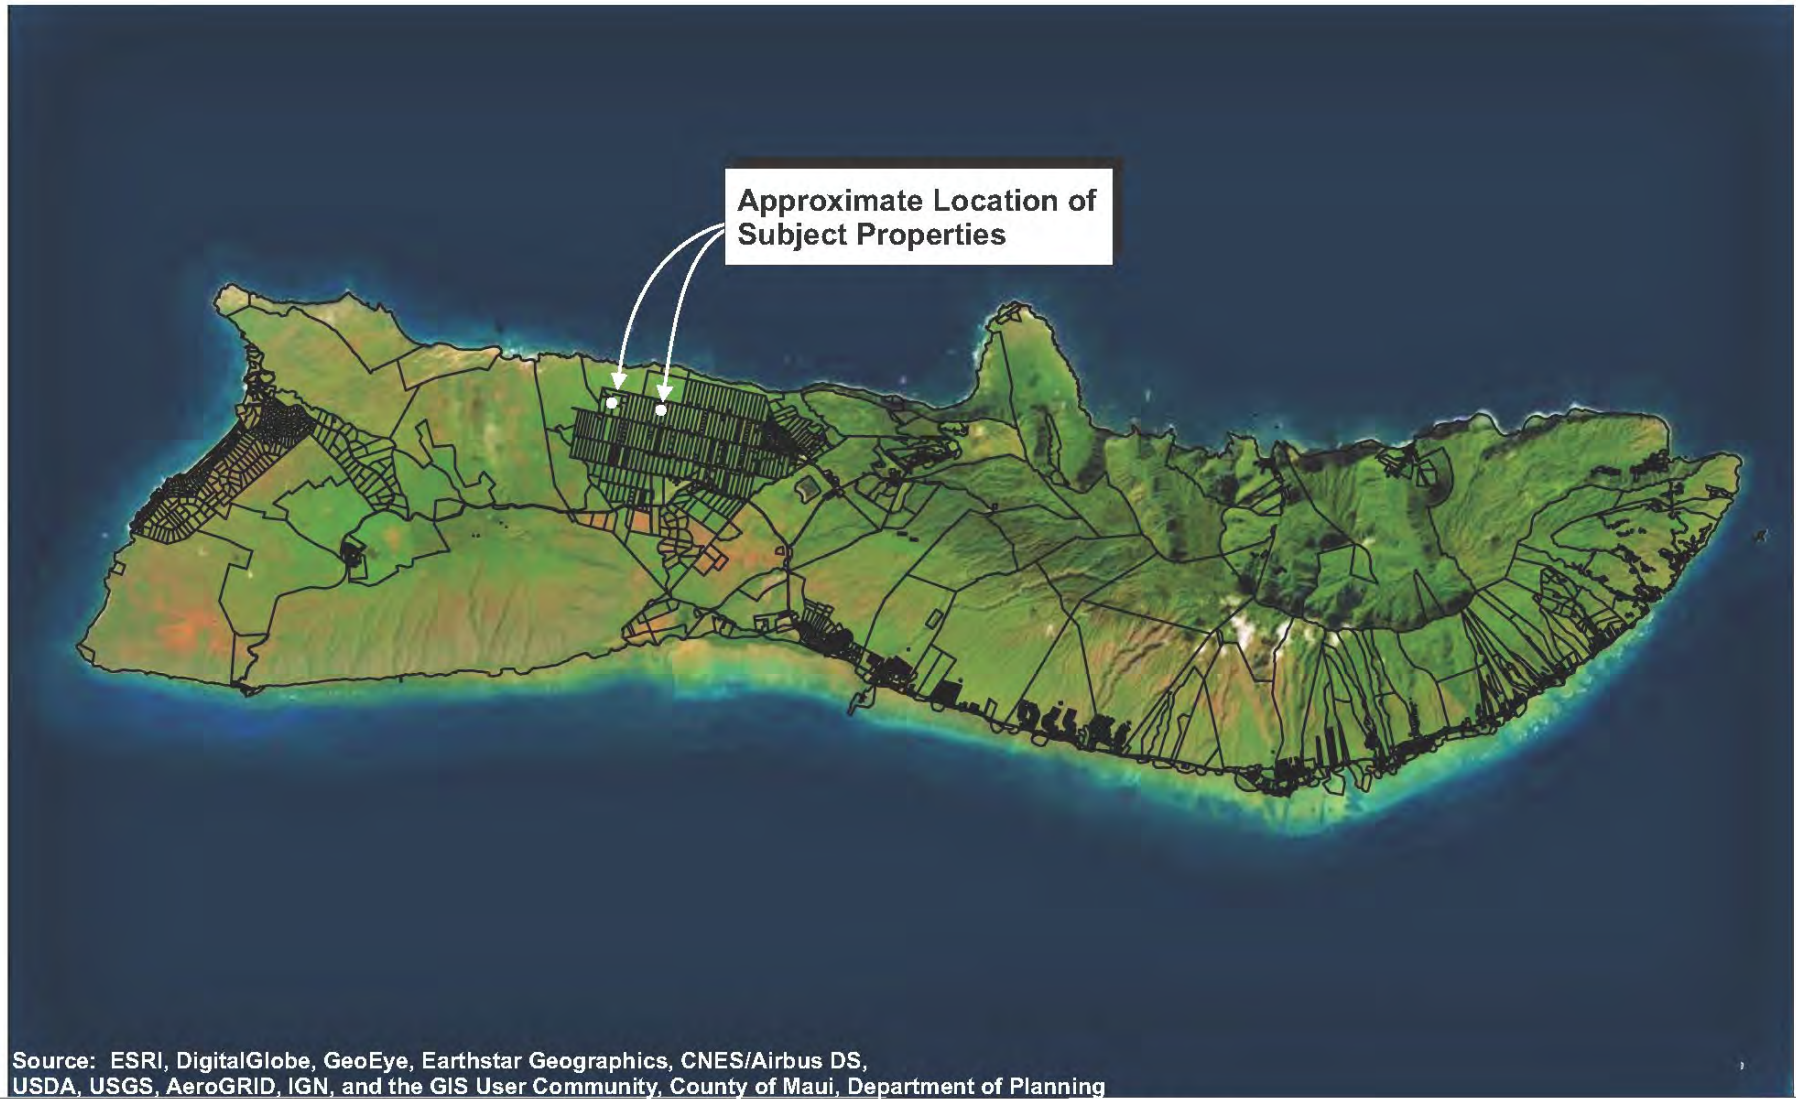 Approximate Location of
Subject Properties
Source: ESRI, DigitalGlobe, GeoEye, Earthstar Geographics, CNES/Airbus DS,
USDA, USGS, AeroGRID, IGN, and the GIS User Community, County of Maui, Department of Planning